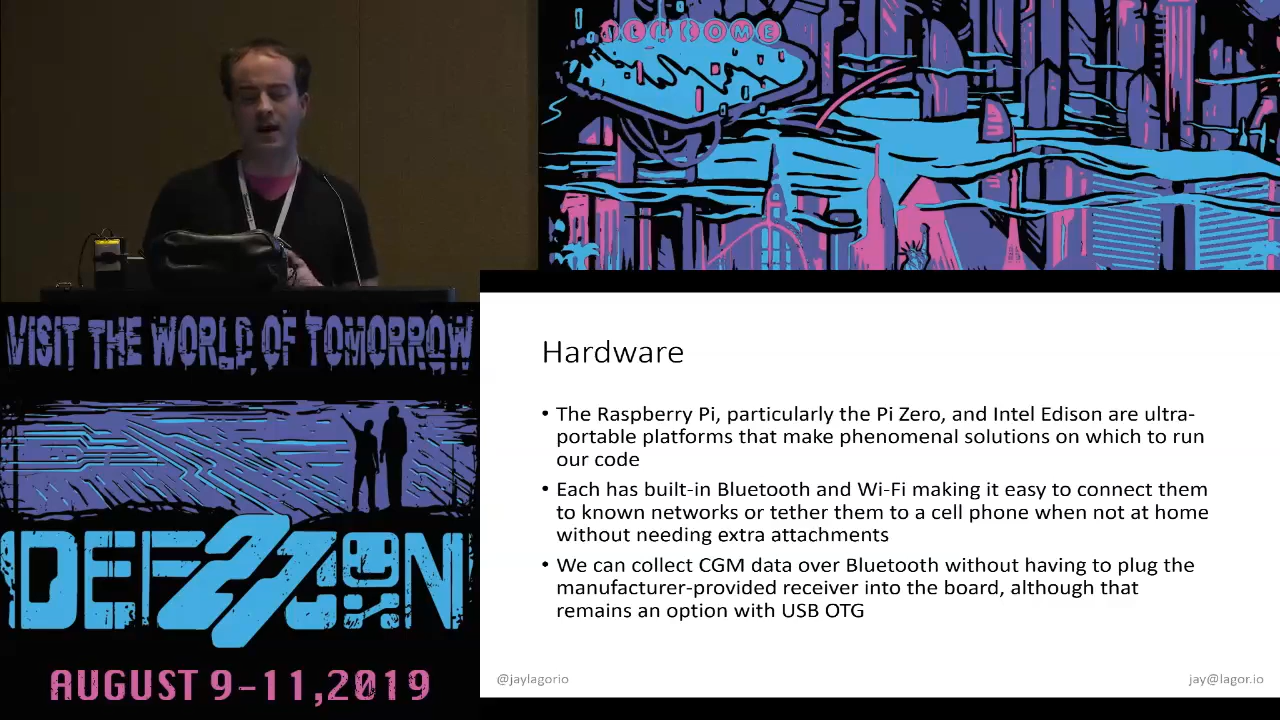 WELCOME
VISIT THE WORLD OF TOMORROW
DEF CON
27
AUGUST 9-11,2019
Hardware
• The Raspberry Pi, particularly the Pi Zero, and Intel Edison are ultra-
portable platforms that make phenomenal solutions on which to run
our code
• Each has built-in Bluetooth and Wi-Fi making it easy to connect them
to known networks or tether them to a cell phone when not at home
without needing extra attachments
• We can collect CGM data over Bluetooth without having to plug the
manufacturer-provided receiver into the board, although that
remains an option with USB OTG
@jaylagorio
jay@lagor.io